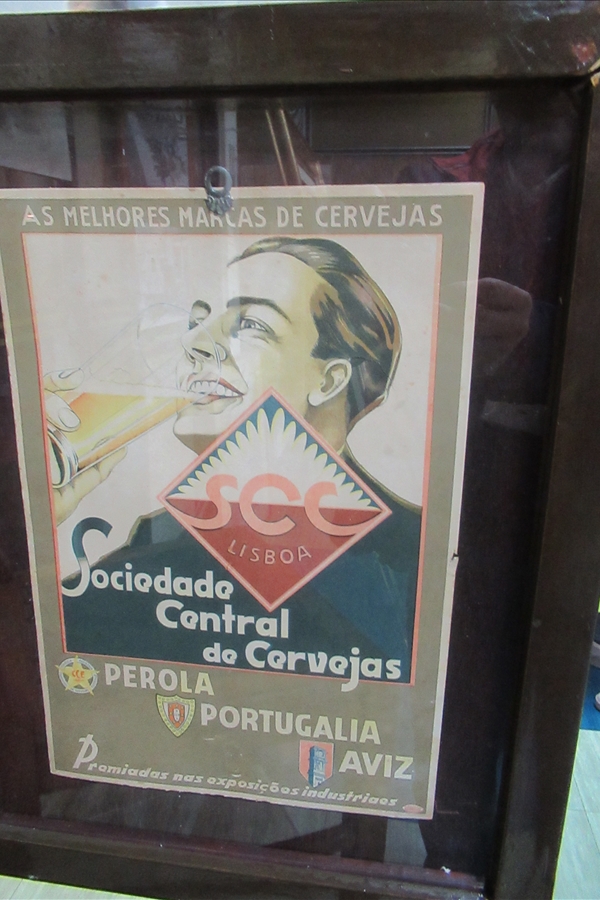 AS MELHORES MARCAS DE CERVEJAS
SCC
LISBOA
Sociedade
Central
de Cervejas
PEROLA
PORTUGALIA
AVIZ
Premiadas nas exposições industriaes